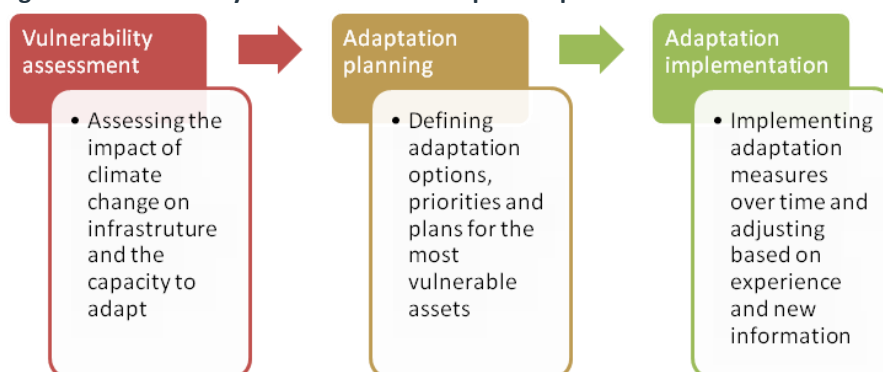 Vulnerability
assessment
• Assessing the
impact of
climate
change on
infrastruture
and the
capacity to
adapt
Adaptation
planning
• Defining
adaptation
options,
priorities and
plans for the
most
vulnerable
assets
Adaptation
implementation
• Implementing
adaptation
measures
over time and
adjusting
based on
experience
and new
information